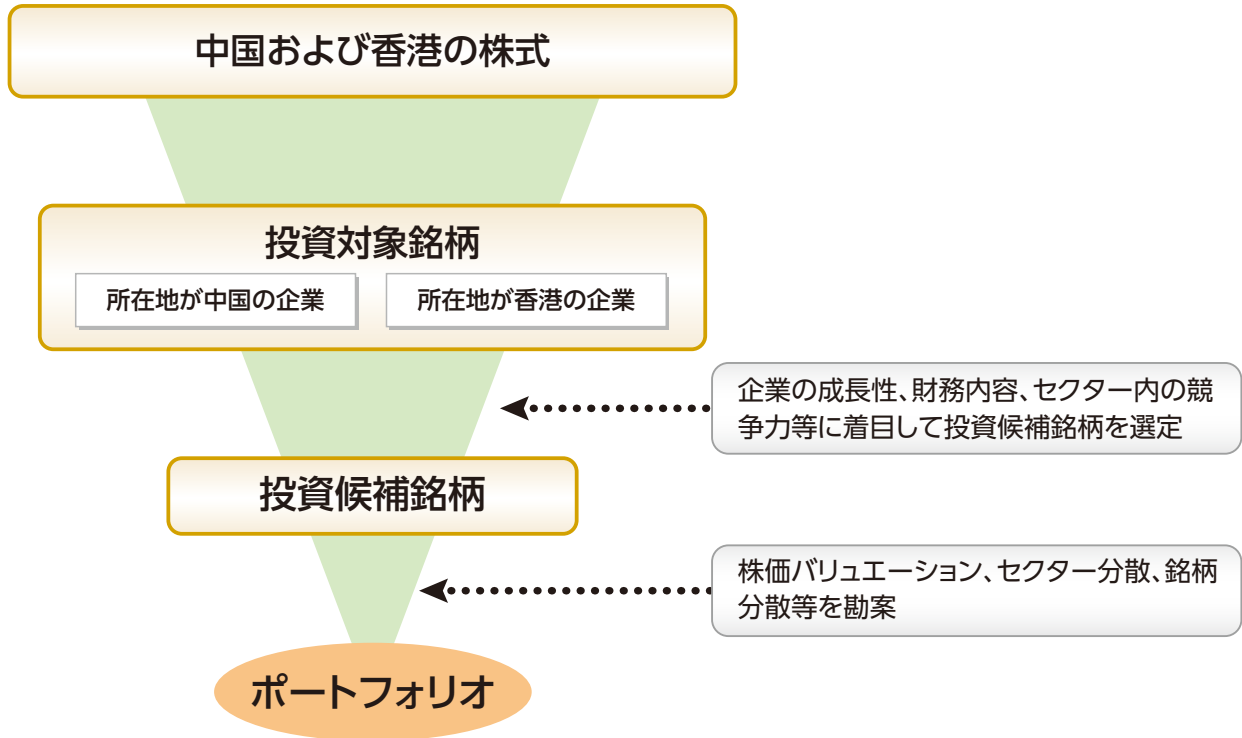 中国および香港の株式
投資対象銘柄
所在地が中国の企業
所在地が香港の企業
企業の成長性、財務内容、セクター内の競
争力等に着目して投資候補銘柄を選定
投資候補銘柄
株価バリュエーション、セクター分散、銘柄
分散等を勘案
ポートフォリオ